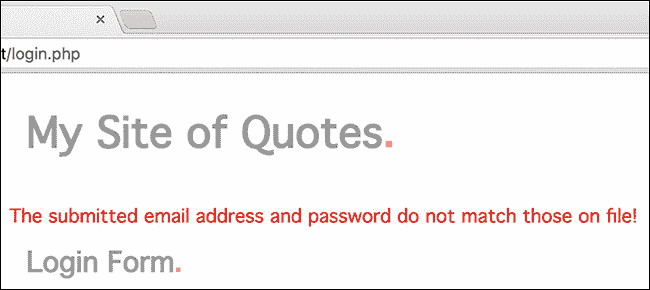 t/login.php
My Site of Quotes.
The submitted email address and password do not match those on file!
Login Form.